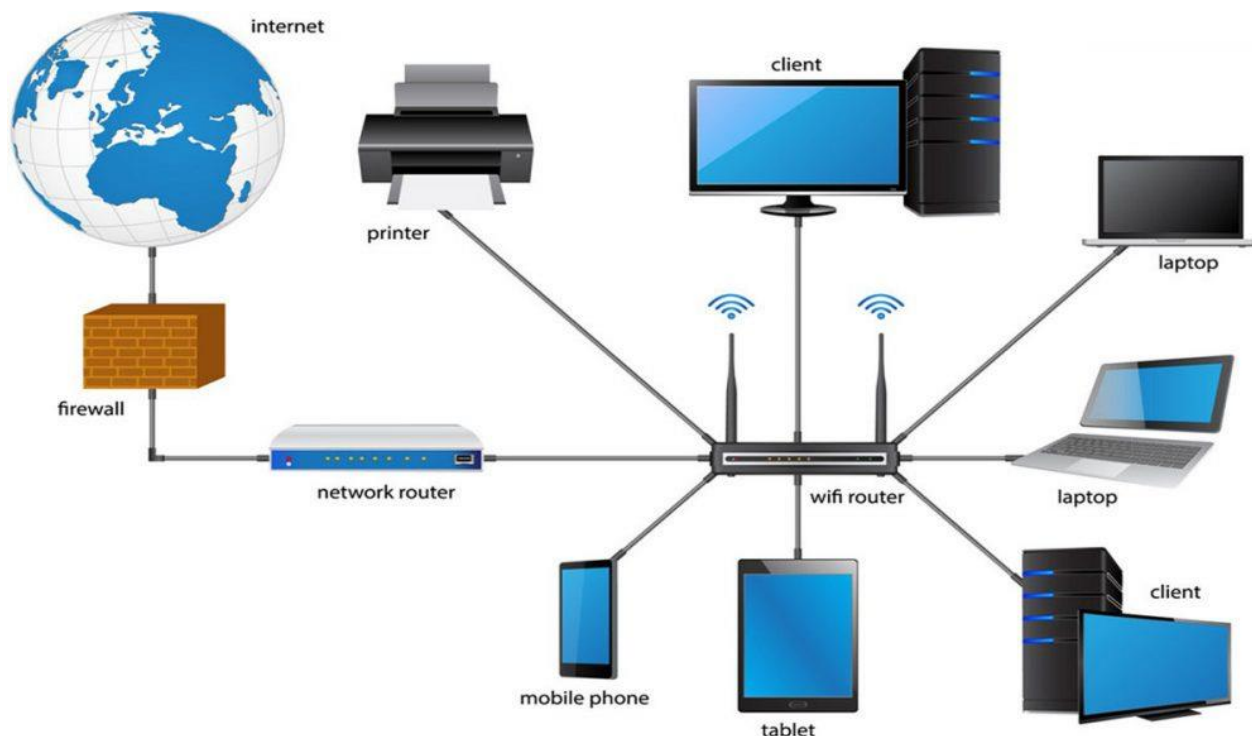 internet
client
printer
laptop
firewall
network router
wifi router
laptop
client
mobile phone
tablet